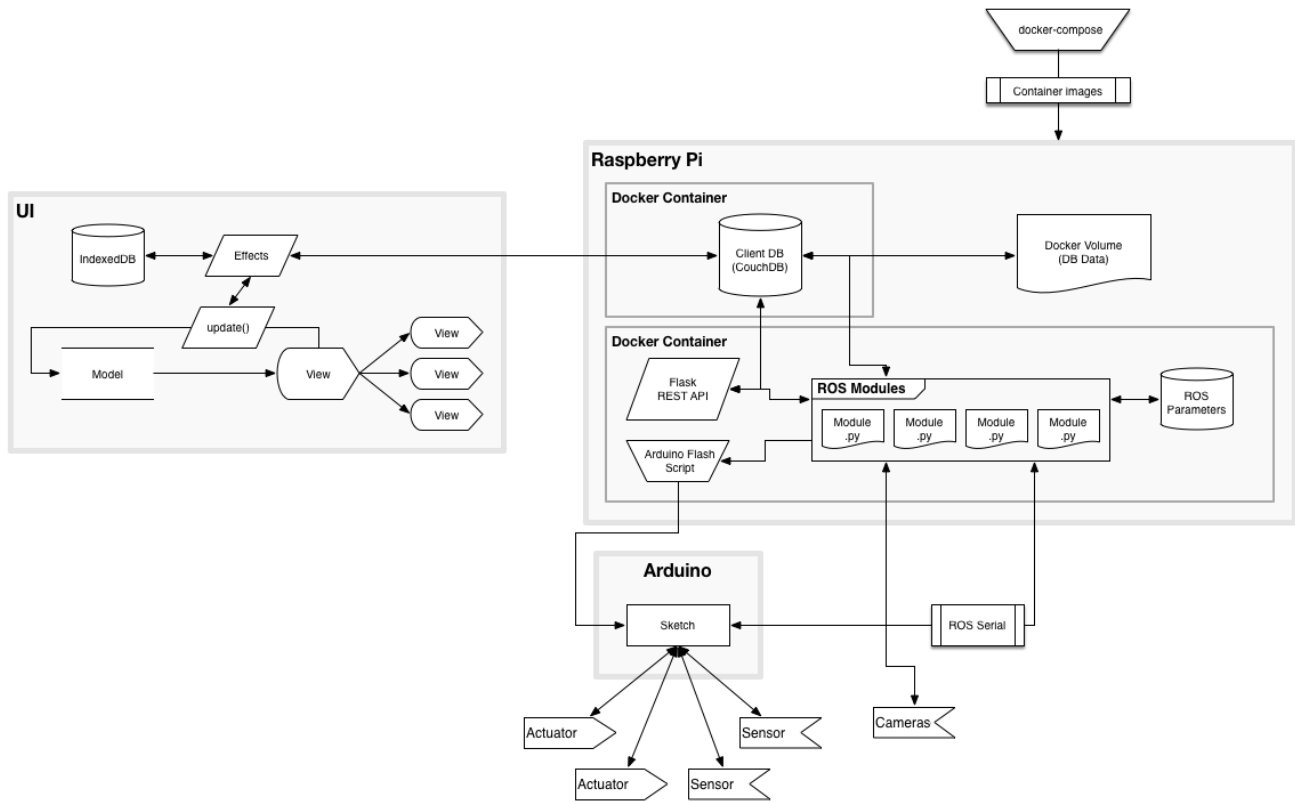 docker-compose
Container images
Raspberry Pi
Docker Container
Client DB
(CouchDB)
Docker Volume
(DB Data)
UI
IndexedDB
Effects
update()
Model
View
View
View
View
Docker Container
Flask
REST API
ROS Modules
Module
.py
Module
.py
Module
.py
Module
.py
ROS
Parameters
Arduino Flash
Script
Arduino
Sketch
ROS Serial
Actuator
Sensor
Cameras
Actuator
Sensor